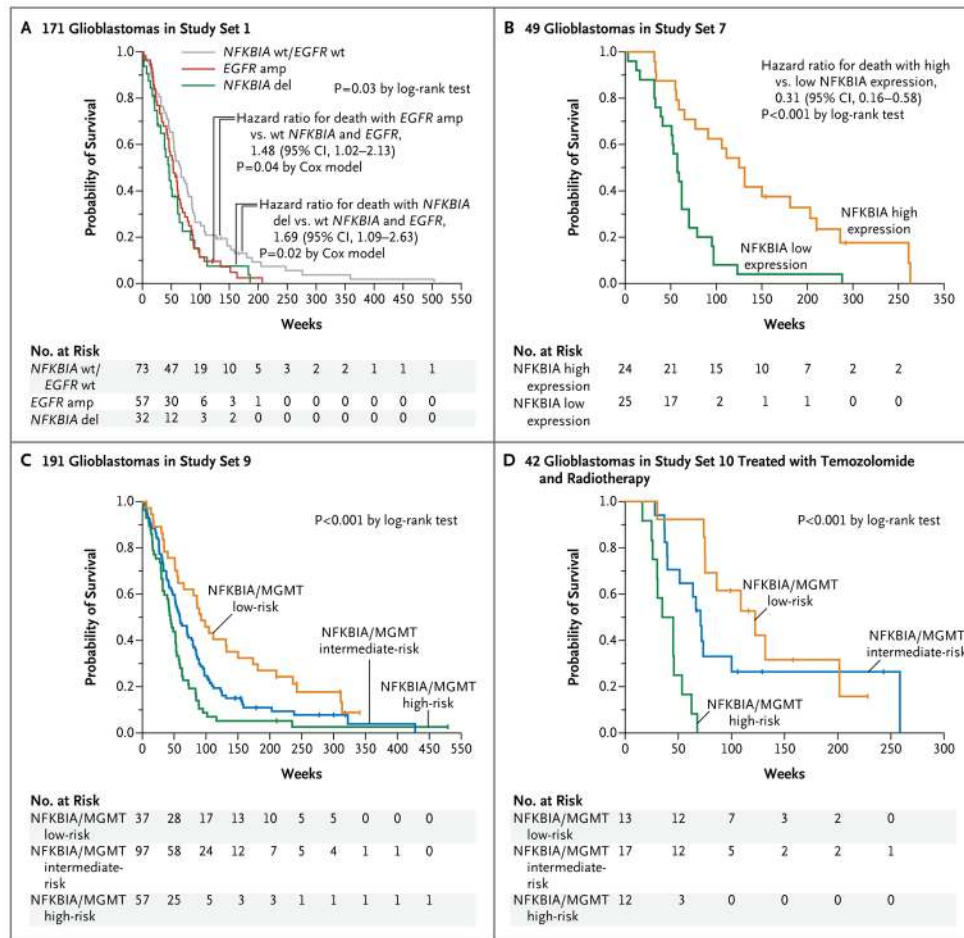 A 171 Glioblastomas in Study Set 1
1.0
0.8
0.6
0.4
0.2
0.0
Probability of Survival
NFKBIA wt/EGFR wt
EGFR amp
NFKBIA del
P=0.03 by log-rank test
Hazard ratio for death with EGFR amp
vs. wt NFKBIA and EGFR,
1.48 (95% CI, 1.02–2.13)
P=0.04 by Cox model
Hazard ratio for death with NFKBIA
del vs. wt NFKBIA and EGFR,
1.69 (95% CI, 1.09–2.63)
P=0.02 by Cox model
0 50 100 150 200 250 300 350 400 450 500 550
Weeks
No. at Risk
NFKBIA wt/ 73 47 19 10 5 3 2 2 1 1 1
EGFR wt
EGFR amp 57 30 6 3 1 0 0 0 0 0 0
NFKBIA del 32 12 3 2 0 0 0 0 0 0 0
B 49 Glioblastomas in Study Set 7
1.0
0.8
0.6
0.4
0.2
0.0
Probability of Survival
Hazard ratio for death with high
vs. low NFKBIA expression,
0.31 (95% CI, 0.16–0.58)
P<0.001 by log-rank test
NFKBIA high
expression
NFKBIA low
expression
0 50 100 150 200 300 350
Weeks
No. at Risk
NFKBIA high 24 21 15 10 7 2 2
expression
NFKBIA low 25 17 2 1 1 0 0
expression
C 191 Glioblastomas in Study Set 9
1.0
0.8
0.6
0.4
0.2
0.0
Probability of Survival
P<0.001 by log-rank test
NFKBIA/MGMT
low-risk
NFKBIA/MGMT
intermediate-risk
NFKBIA/MGMT
high-risk
0 50 100 150 200 250 300 350 400 450 500 550
Weeks
No. at Risk
NFKBIA/MGMT 37 28 17 13 10 5 5 0 0 0
low-risk
NFKBIA/MGMT 97 58 24 12 7 5 4 1 1 0
intermediate-
risk
NFKBIA/MGMT 57 25 5 3 3 1 1 1 1 1
high-risk
D 42 Glioblastomas in Study Set 10 Treated with Temozolomide
and Radiotherapy
1.0
0.8
0.6
0.4
0.2
0.0
Probability of Survival
P<0.001 by log-rank test
NFKBIA/MGMT
low-risk
NFKBIA/MGMT
intermediate-risk
NFKBIA/MGMT
high-risk
0 50 100 150 200 250 300
Weeks
No. at Risk
NFKBIA/MGMT 13 12 7 3 2 0
low-risk
NFKBIA/MGMT 17 12 5 2 2 1
intermediate-
risk
NFKBIA/MGMT 12 3 0 0 0 0
high-risk